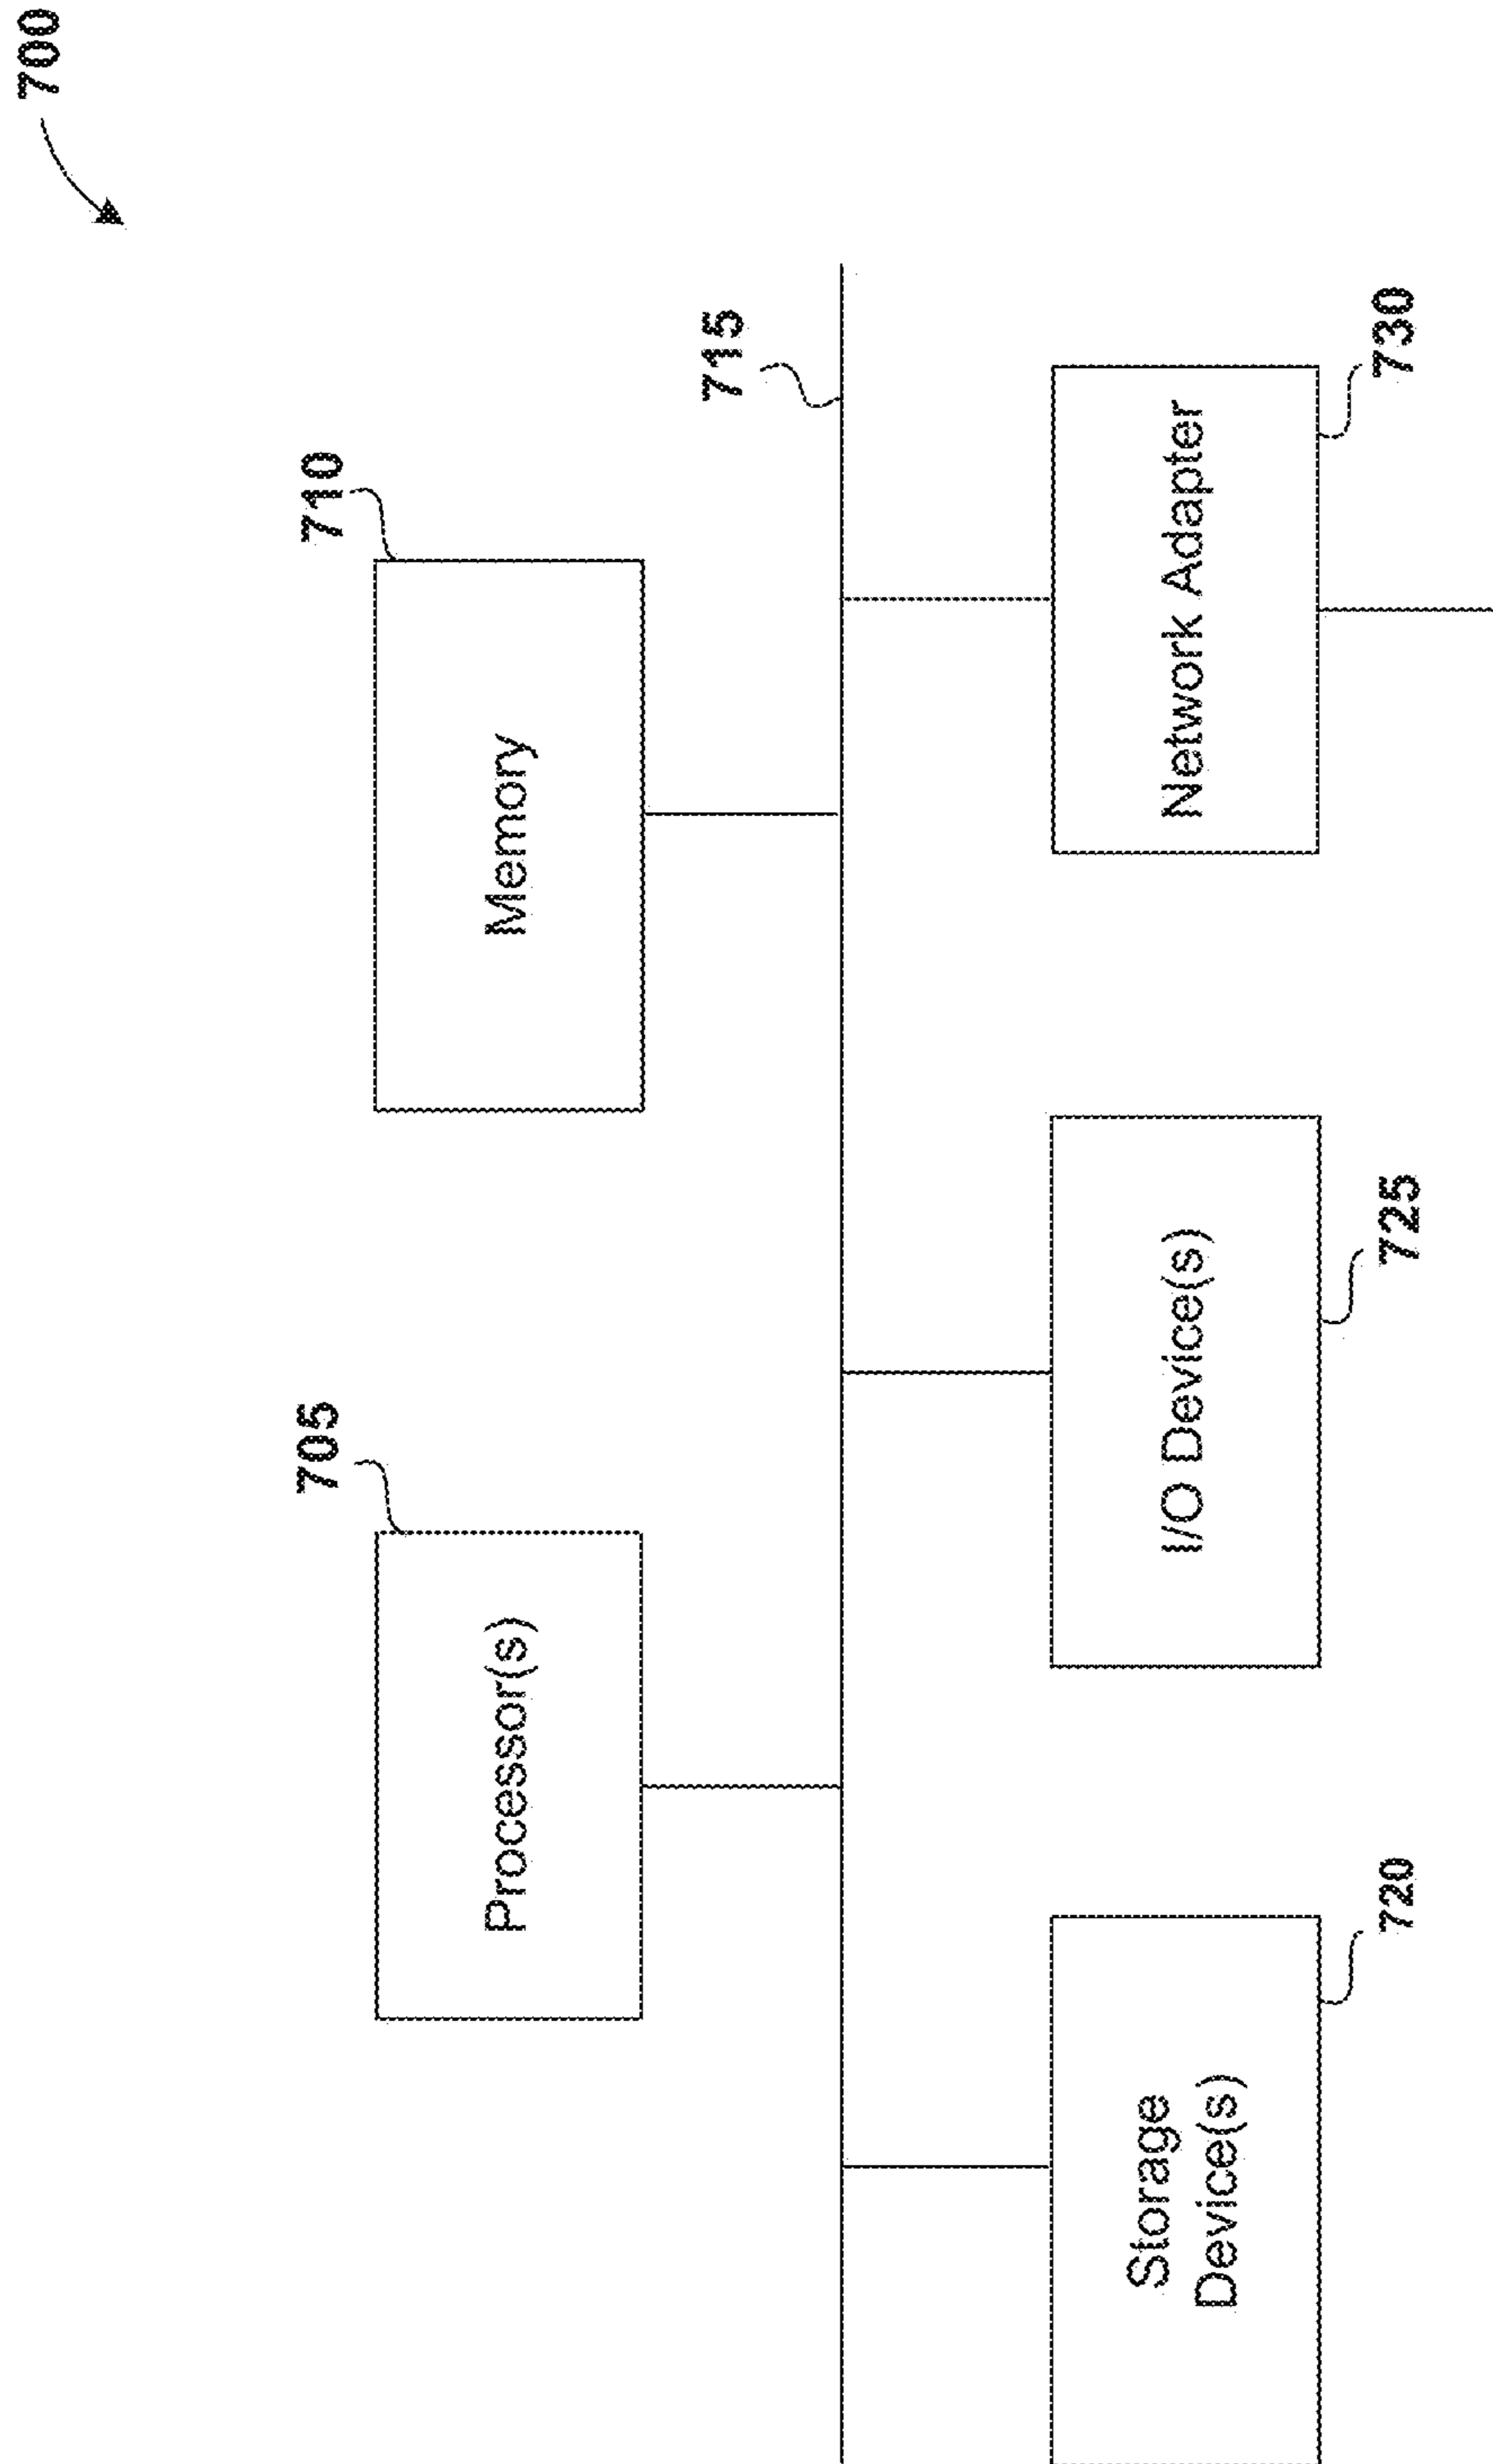 700
705
Processor(s)
710
Memory
715
Storage
Device(s)
720
I/O Device(s)
725
Network Adapter
730